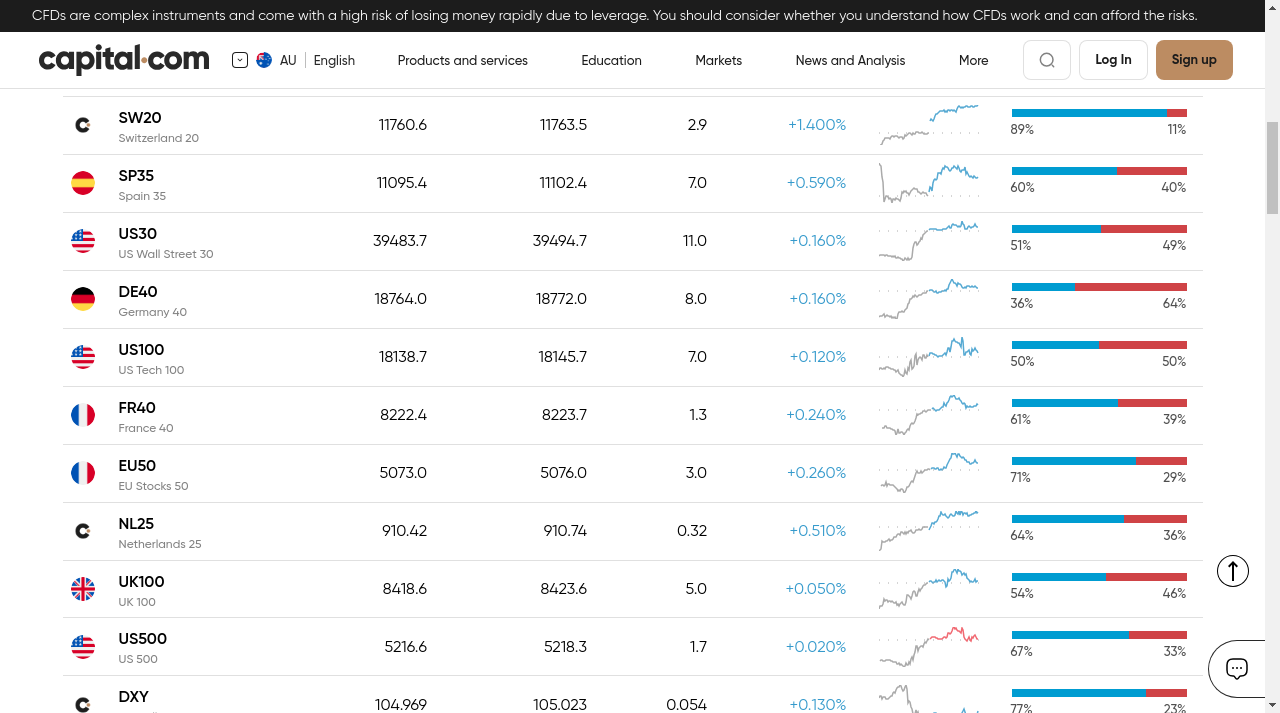 CFDs are complex instruments and come with a high risk of losing money rapidly due to leverage. You should consider whether you understand how CFDs work and can afford the risks.
capital.com AU English Products and services Education Markets News and Analysis More Log In Sign up
SW20 11760.6 11763.5 2.9 +1.400%
Switzerland 20 89% 11%
SP35 11095.4 11102.4 7.0 +0.590%
Spain 35 60% 40%
US30 39483.7 39494.7 11.0 +0.160%
US Wall Street 30 51% 49%
DE40 18764.0 18772.0 8.0 +0.160%
Germany 40 36% 64%
US100 18138.7 18145.7 7.0 +0.120%
US Tech 100 50% 50%
FR40 8222.4 8223.7 1.3 +0.240%
France 40 61% 39%
EU50 5073.0 5076.0 3.0 +0.260%
EU Stocks 50 71% 29%
NL25 910.42 910.74 0.32 +0.510%
Netherlands 25 64% 36%
UK100 8418.6 8423.6 5.0 +0.050%
UK 100 54% 46%
US500 5216.6 5218.3 1.7 +0.020%
US 500 67% 33%
DXY 104.969 105.023 0.054 +0.130%
77% 23%